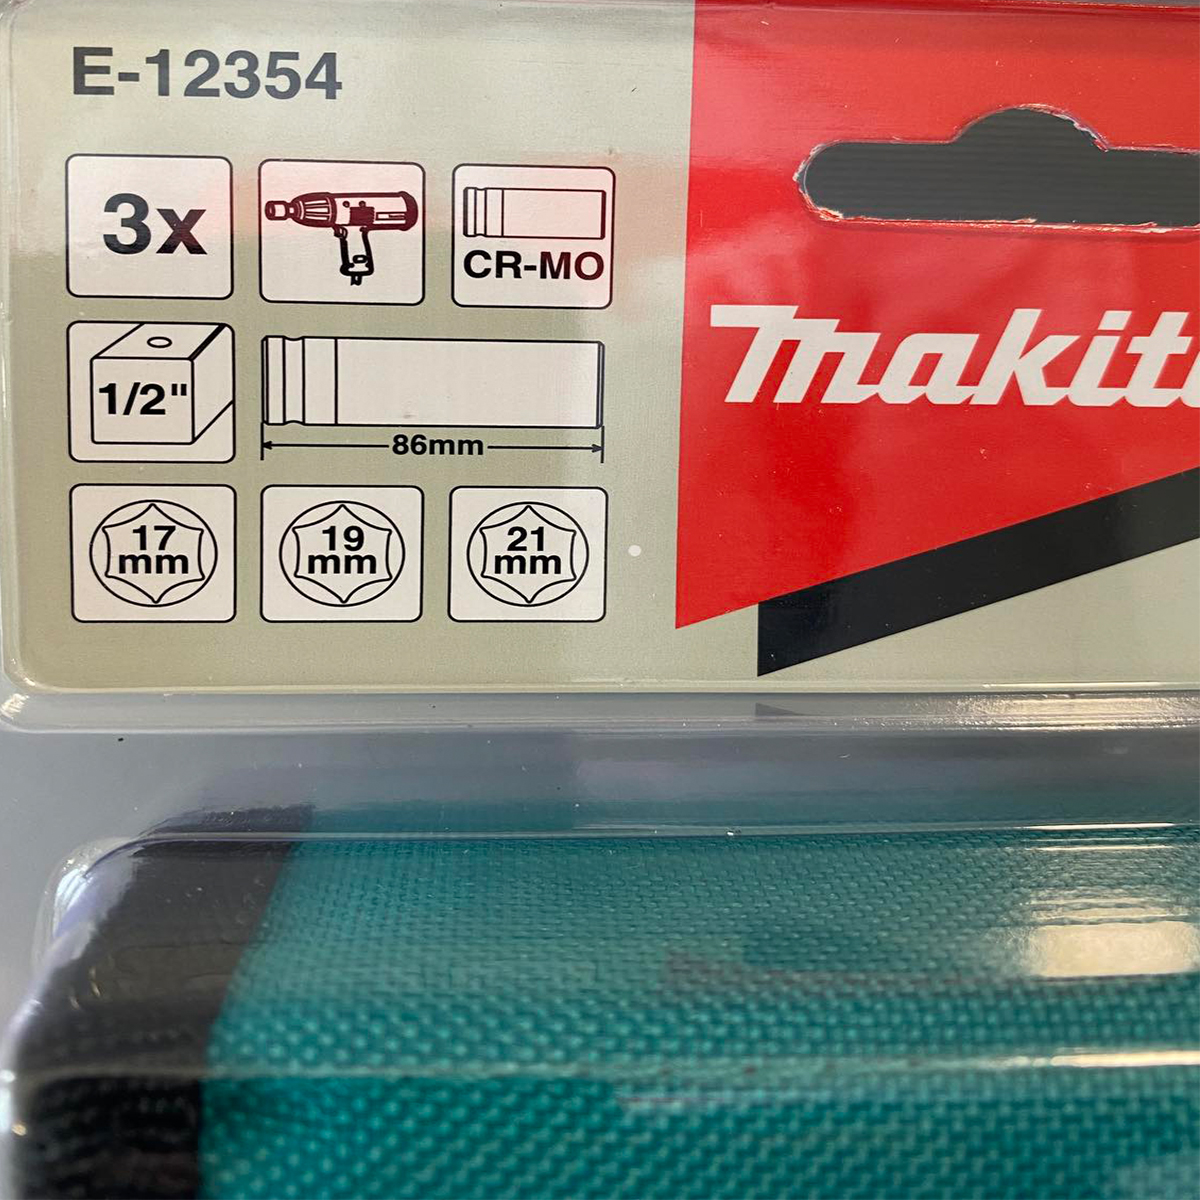 E-12354
3x
CR-MO
makita
1/2"
86mm
17 mm
19 mm
21 mm